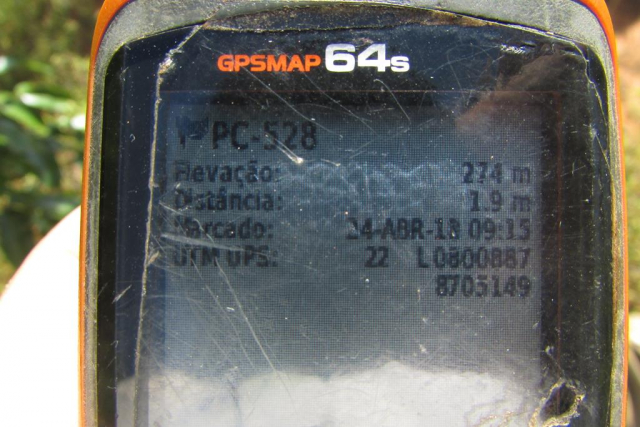 GPSMAP 64s
PC-528
Elevação: 274 m
Distância: 1.9 m
Marcado: 24-ABR-18 09:15
UTM UPS: 22 L0800887
8705149